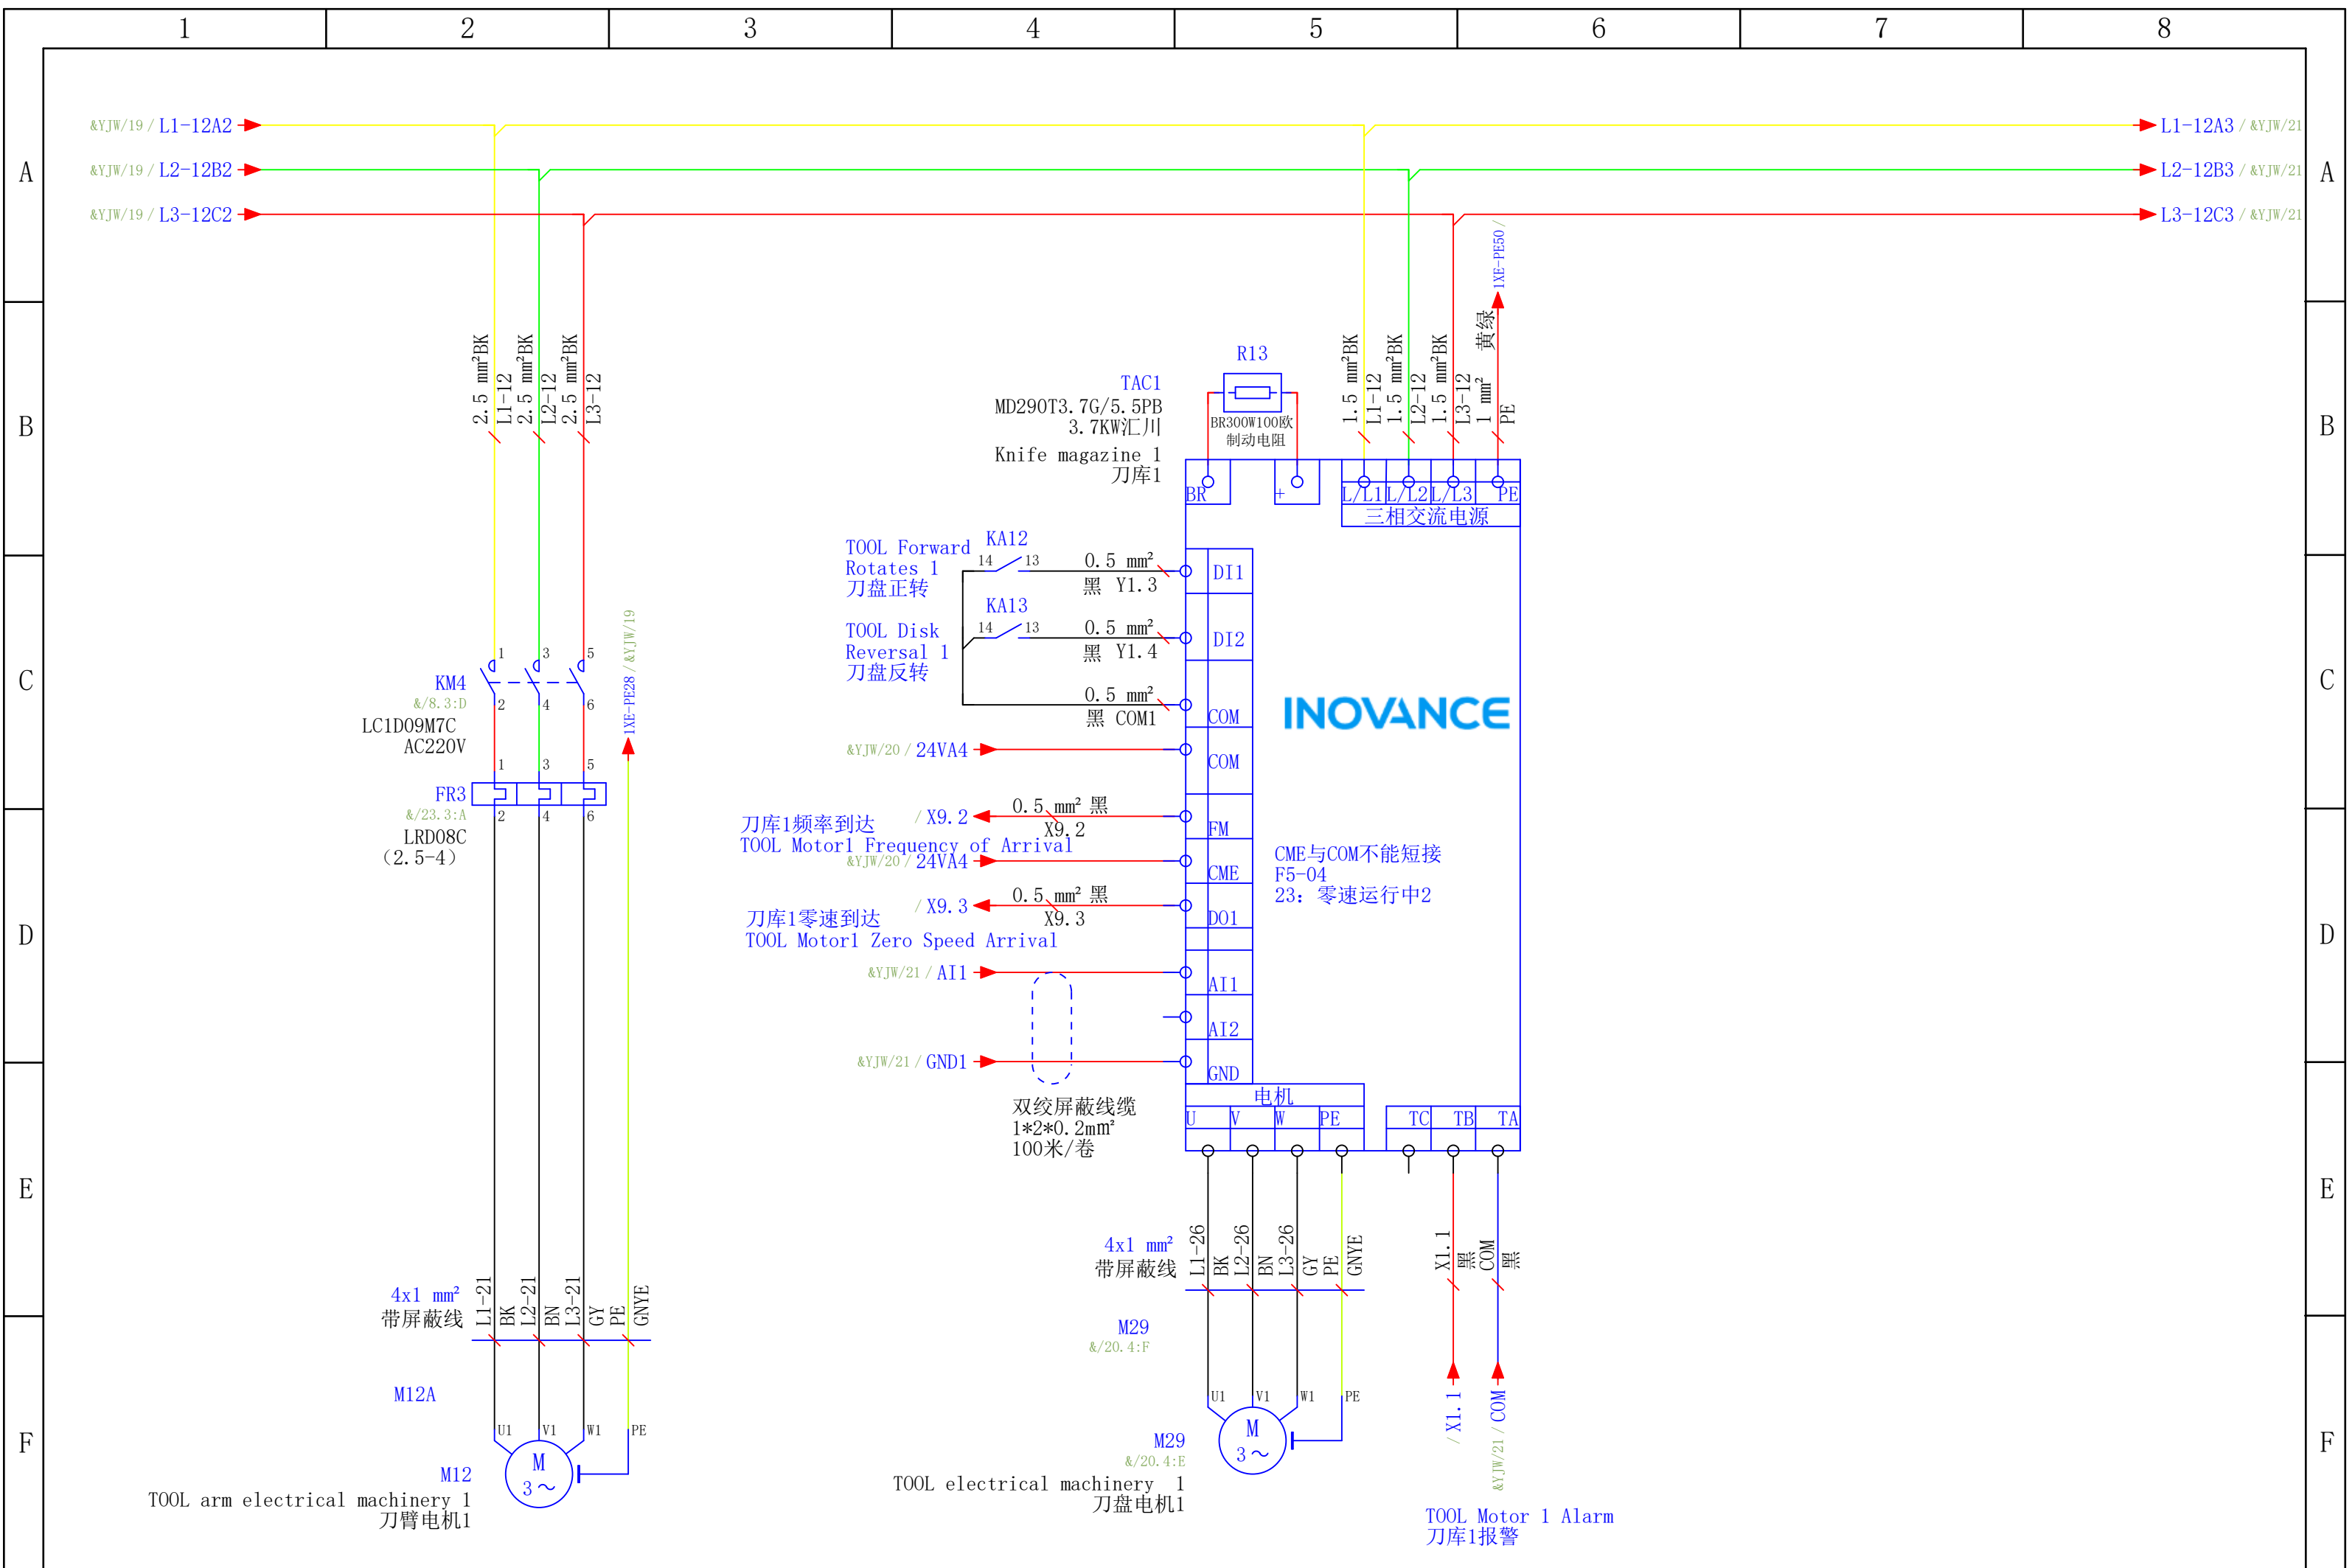 1 2 3 4 5 6 7 8
A A
B B
C C
D D
E E
F F
&YJW/19 / L1-12A2
L1-12A3 / &YJW/21
&YJW/19 / L2-12B2
L2-12B3 / &YJW/21
&YJW/19 / L3-12C2
L3-12C3 / &YJW/21
2.5 mm²BK
L1-12
2.5 mm²BK
L2-12
2.5 mm²BK
L3-12
1 3 5
KM4
&/8.3:D
2 4 6
LC1D09M7C
AC220V
1XE-PE28 / &YJW/19
1 3 5
FR3
&/23.3:A
2 4 6
LRD08C
（2.5-4）
4x1 mm²
带屏蔽线
L1-21
BK
L2-21
BN
L3-21
GY
PE
GNYE
M12A
U1 V1 W1 PE
M
3～
M12
TOOL arm electrical machinery 1
刀臂电机1
R13
BR300W100欧
制动电阻
TAC1
MD290T3.7G/5.5PB
3.7KW汇川
Knife magazine 1
刀库1
1.5 mm²BK
L1-12
1.5 mm²BK
L2-12
1.5 mm²BK
L3-12
1 mm² 黄绿
PE
1XE-PE50 /
BR + L/L1 L/L2 L/L3 PE
三相交流电源
TOOL Forward
Rotates 1
刀盘正转
KA12
14 13
0.5 mm²
黑 Y1.3
DI1
TOOL Disk
Reversal 1
刀盘反转
KA13
14 13
0.5 mm²
黑 Y1.4
DI2
0.5 mm²
黑 COM1
COM
INOVANCE
&YJW/20 / 24VA4
COM
/ X9.2
0.5 mm² 黑
X9.2
FM
刀库1频率到达
TOOL Motor1 Frequency of Arrival
&YJW/20 / 24VA4
CME
/ X9.3
0.5 mm² 黑
X9.3
DO1
刀库1零速到达
TOOL Motor1 Zero Speed Arrival
CME与COM不能短接
F5-04
23：零速运行中2
&YJW/21 / AI1
AI1
AI2
&YJW/21 / GND1
GND
双绞屏蔽线缆
1*2*0.2mm²
100米/卷
电机
U V W PE TC TB TA
4x1 mm²
带屏蔽线
L1-26
BK
L2-26
BN
L3-26
GY
PE
GNYE
X1.1
黑
COM
黑
M29
&/20.4:F
U1 V1 W1 PE
M
3～
M29
&/20.4:E
TOOL electrical machinery 1
刀盘电机1
/ X1.1
&YJW/21 / COM
TOOL Motor 1 Alarm
刀库1报警